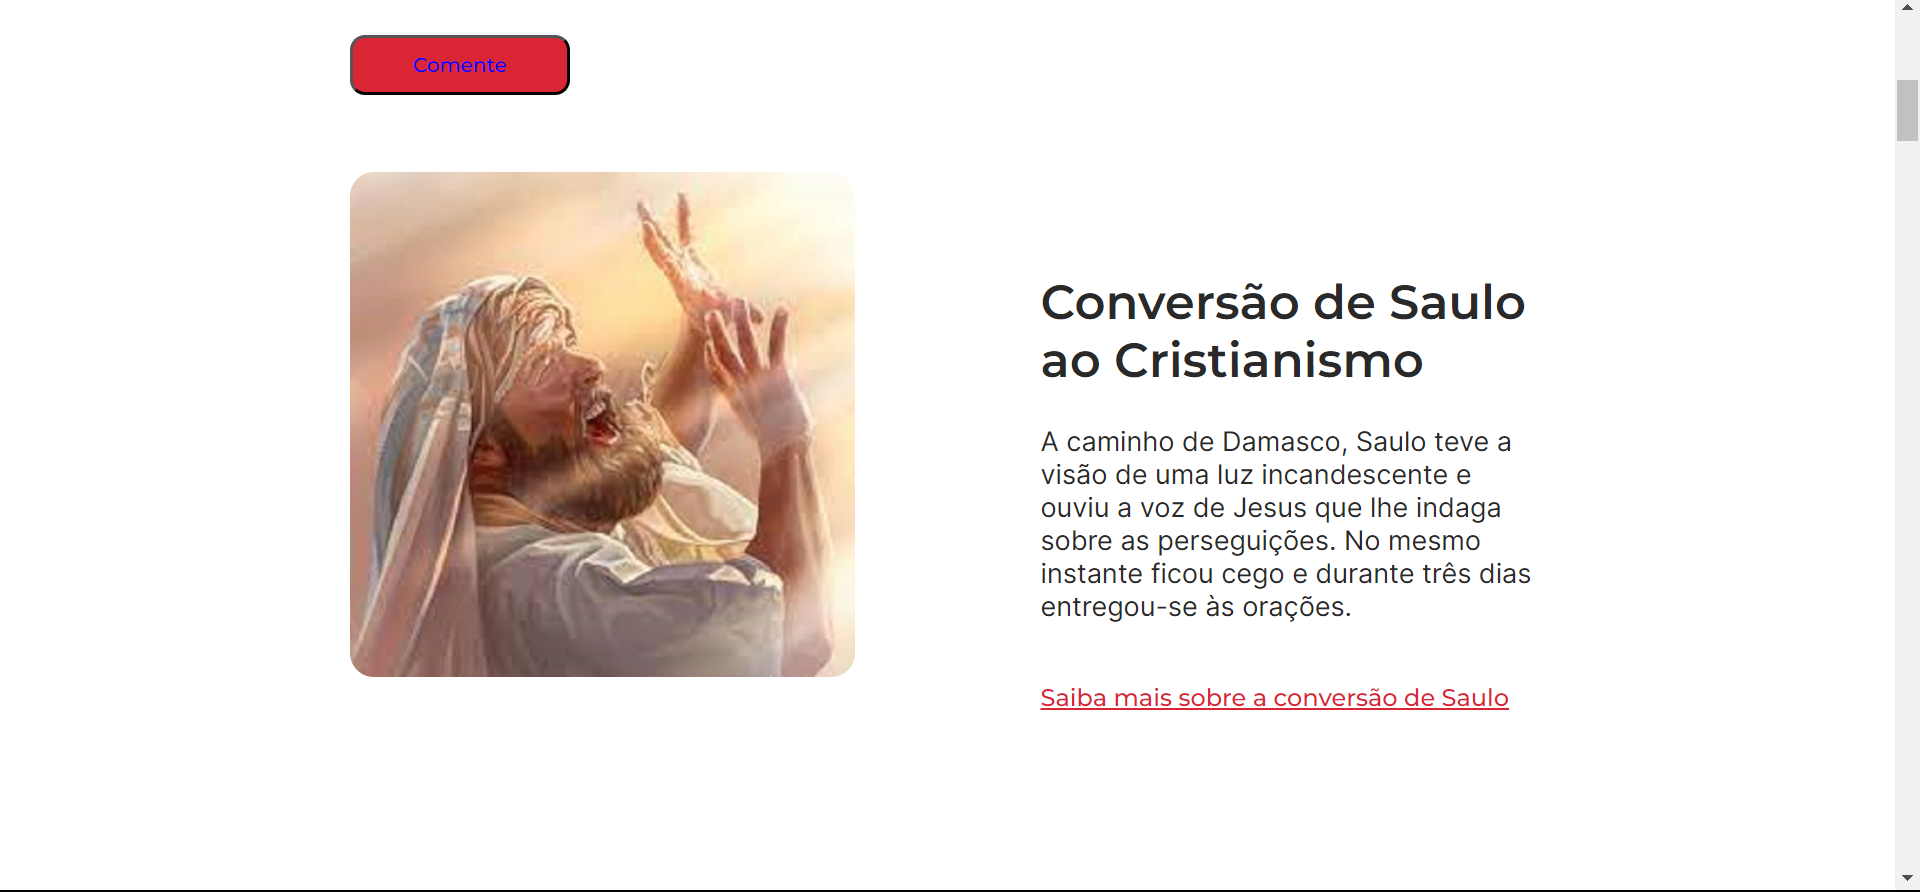 Comente
Conversão de Saulo
ao Cristianismo
A caminho de Damasco, Saulo teve a
visão de uma luz incandescente e
ouviu a voz de Jesus que lhe indaga
sobre as perseguições. No mesmo
instante ficou cego e durante três dias
entregou-se às orações.
Saiba mais sobre a conversão de Saulo